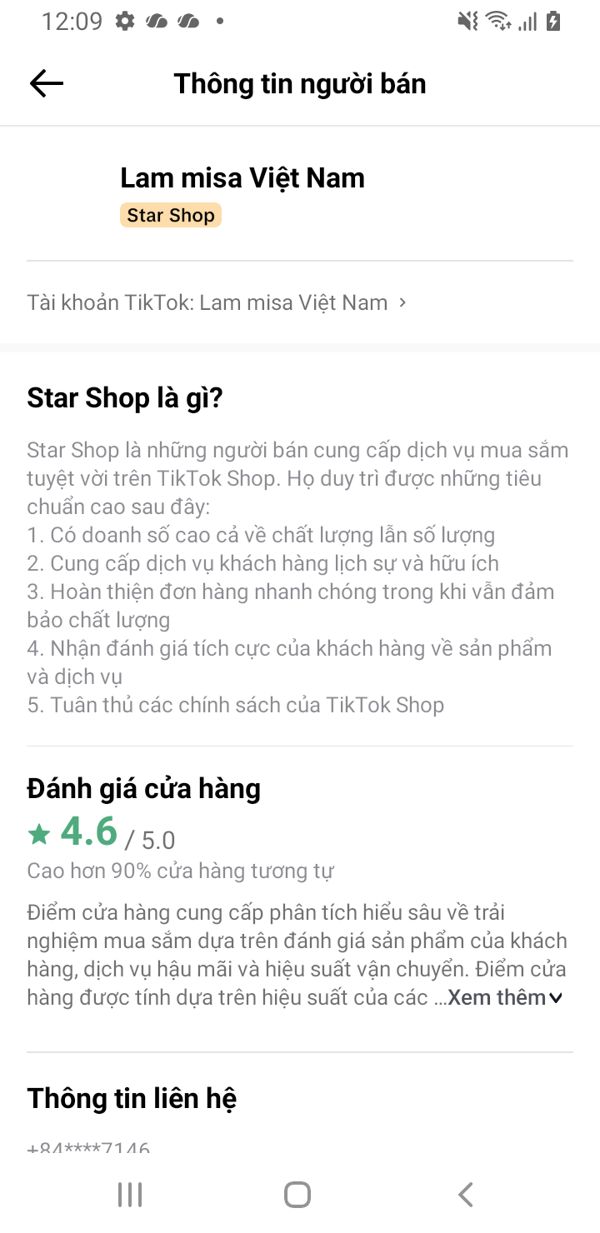 12:09
Thông tin người bán
Lam misa Việt Nam
Star Shop
Tài khoản TikTok: Lam misa Việt Nam
Star Shop là gì?
Star Shop là những người bán cung cấp dịch vụ mua sắm
tuyệt vời trên TikTok Shop. Họ duy trì được những tiêu
chuẩn cao sau đây:
1. Có doanh số cao cả về chất lượng lẫn số lượng
2. Cung cấp dịch vụ khách hàng lịch sự và hữu ích
3. Hoàn thiện đơn hàng nhanh chóng trong khi vẫn đảm
bảo chất lượng
4. Nhận đánh giá tích cực của khách hàng về sản phẩm
và dịch vụ
5. Tuân thủ các chính sách của TikTok Shop
Đánh giá cửa hàng
4.6 / 5.0
Cao hơn 90% cửa hàng tương tự
Điểm cửa hàng cung cấp phân tích hiểu sâu về trải
nghiệm mua sắm dựa trên đánh giá sản phẩm của khách
hàng, dịch vụ hậu mãi và hiệu suất vận chuyển. Điểm cửa
hàng được tính dựa trên hiệu suất của các ...Xem thêm
Thông tin liên hệ
+84****7146